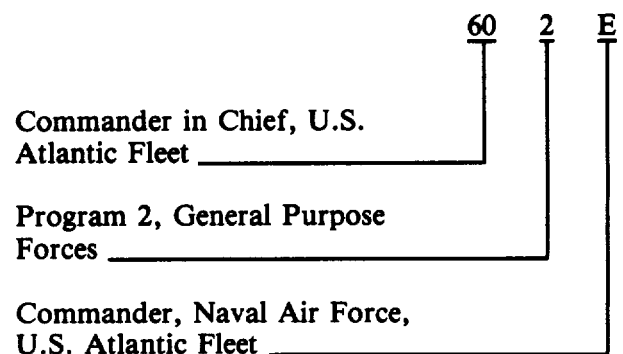 60 2 E
Commander in Chief, U.S.
Atlantic Fleet
Program 2, General Purpose
Forces
Commander, Naval Air Force,
U.S. Atlantic Fleet